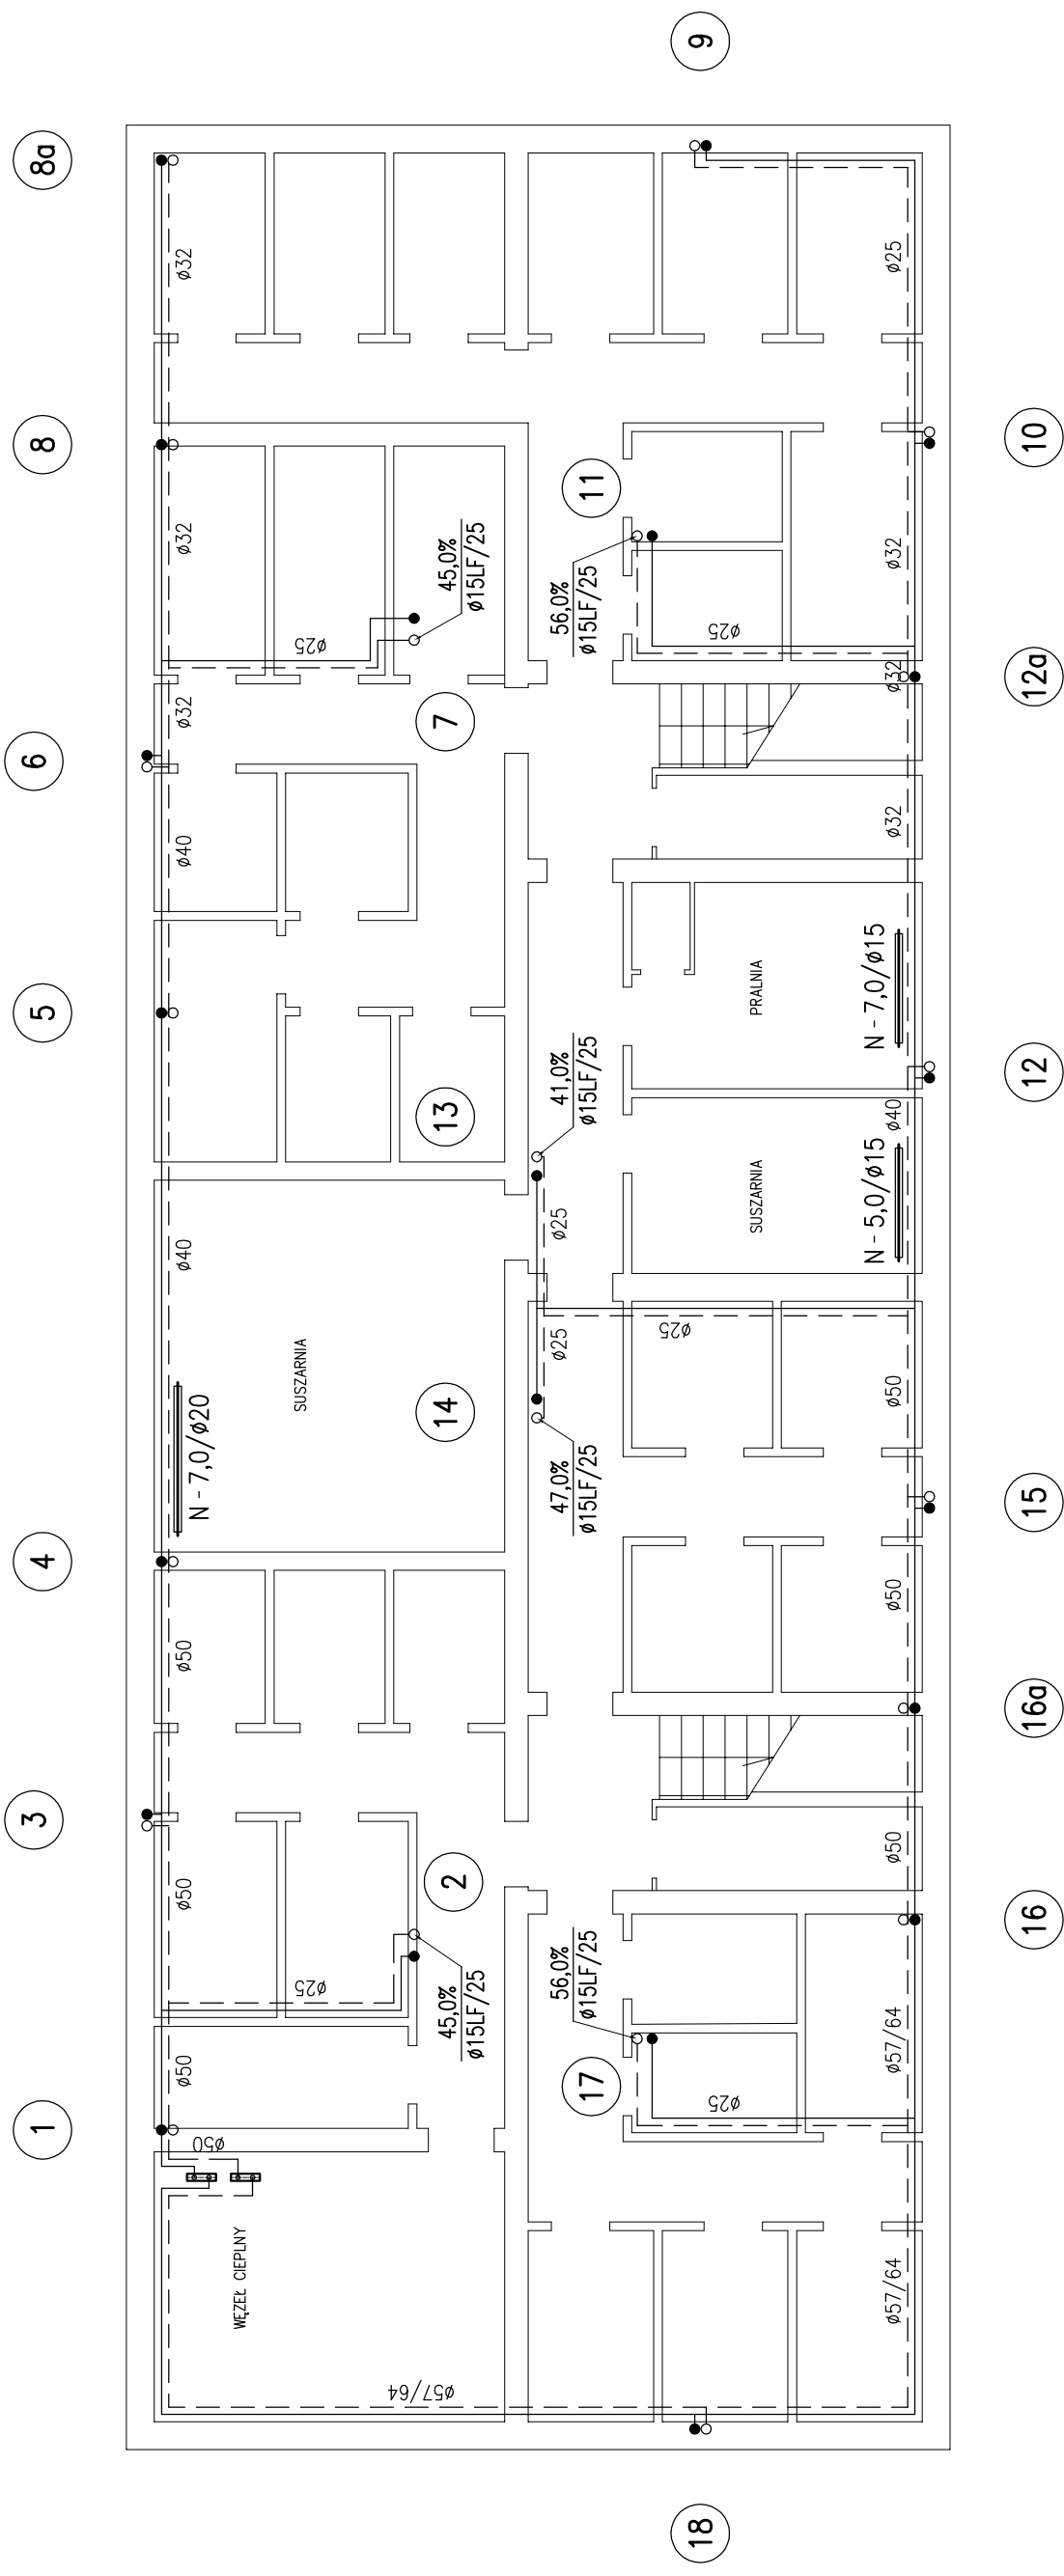 9
8a
8
6
5
4
3
1
10
12a
12
15
16a
16
18
11
7
13
14
2
17
ø32
ø32
ø32
ø40
ø40
ø50
ø50
ø50
ø50
ø25
45,0%
ø15LF/25
56,0%
ø15LF/25
ø25
ø25
ø32
ø32
ø32
ø40
PRALNIA
N - 7,0/ø15
SUSZARNIA
N - 5,0/ø15
41,0%
ø15LF/25
ø25
ø25
ø25
47,0%
ø15LF/25
SUSZARNIA
N - 7,0/ø20
ø50
ø50
ø50
ø25
45,0%
ø15LF/25
56,0%
ø15LF/25
ø25
ø57/64
ø57/64
ø57/64
WĘZEŁ CIEPLNY